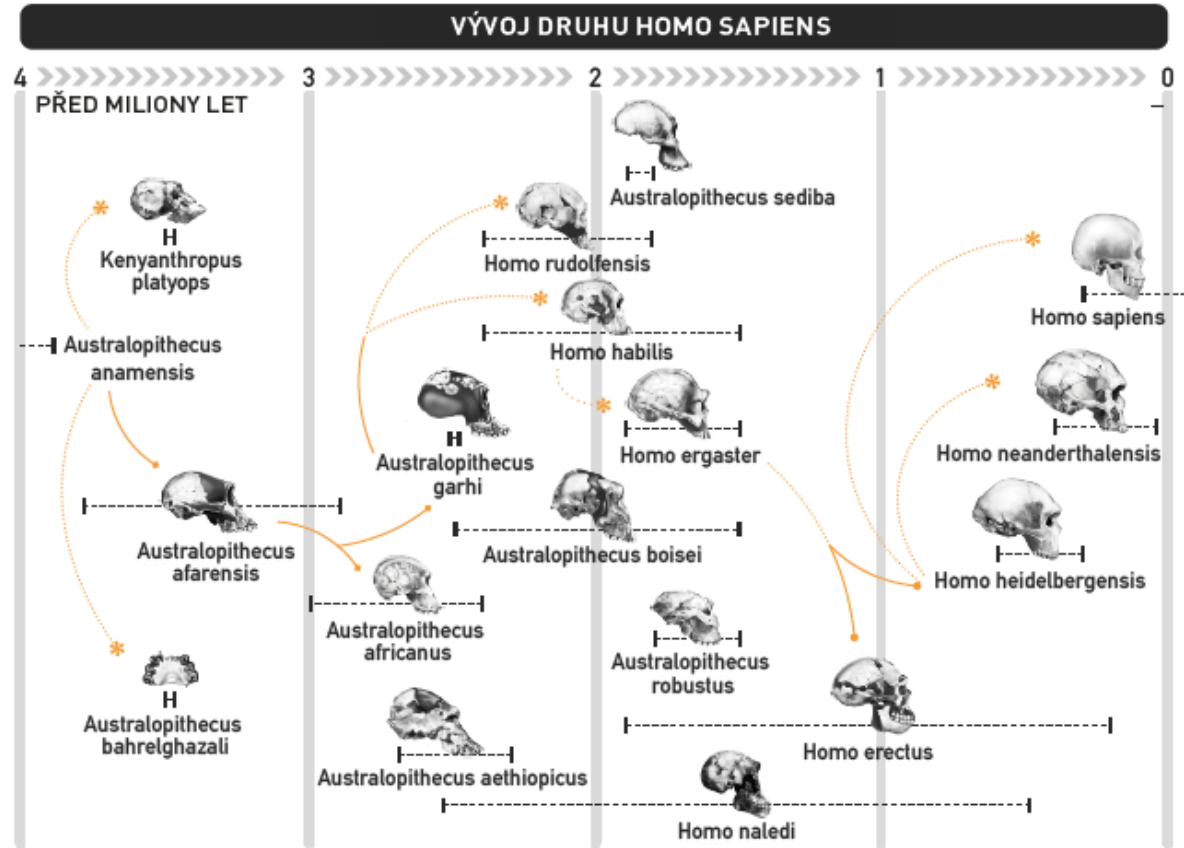 VÝVOJ DRUHU HOMO SAPIENS
4
3
2
1
0
PŘED MILIONY LET
Australopithecus sediba
Kenyanthropus
platyops
Homo rudolfensis
Homo sapiens
Australopithecus
anamensis
Homo habilis
Homo ergaster
Homo neanderthalensis
Australopithecus
garhi
Australopithecus
afarensis
Australopithecus boisei
Homo heidelbergensis
Australopithecus
africanus
Australopithecus
robustus
Australopithecus
bahrelghazali
Homo erectus
Australopithecus aethiopicus
Homo naledi